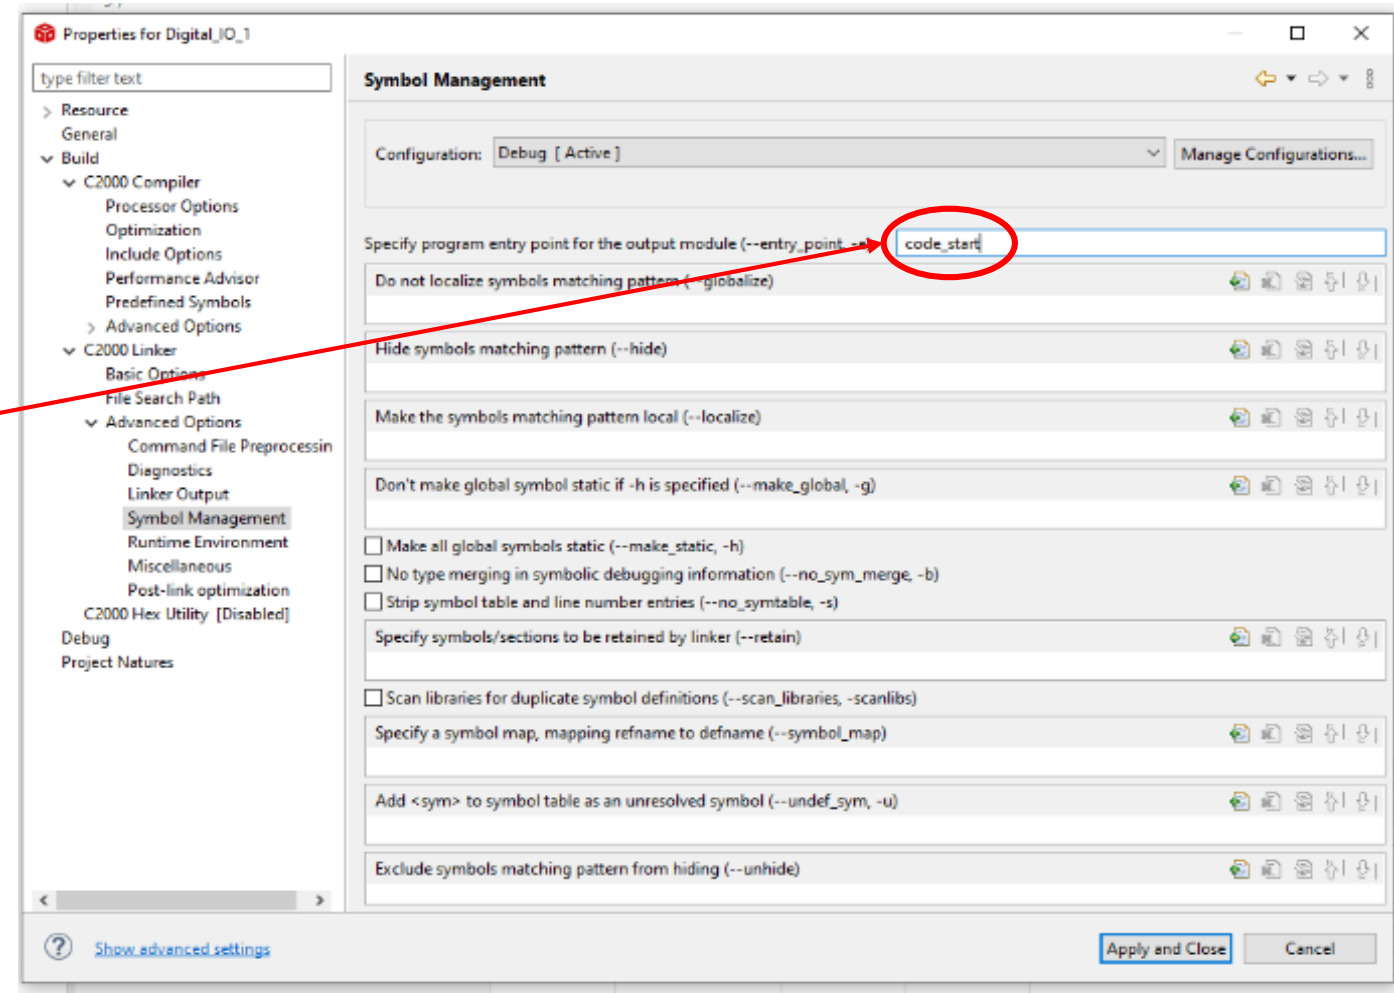 Properties for Digital_IO_1
type filter text
Resource
General
Build
C2000 Compiler
Processor Options
Optimization
Include Options
Performance Advisor
Predefined Symbols
Advanced Options
C2000 Linker
Basic Options
File Search Path
Advanced Options
Command File Preprocessin
Diagnostics
Linker Output
Symbol Management
Runtime Environment
Miscellaneous
Post-link optimization
C2000 Hex Utility [Disabled]
Debug
Project Natures
Symbol Management
Configuration: Debug [ Active ]
Manage Configurations...
Specify program entry point for the output module (--entry_point, -e) code_start
Do not localize symbols matching pattern (--globalize)
Hide symbols matching pattern (--hide)
Make the symbols matching pattern local (--localize)
Don't make global symbol static if -h is specified (--make_global, -g)
Make all global symbols static (--make_static, -h)
No type merging in symbolic debugging information (--no_sym_merge, -b)
Strip symbol table and line number entries (--no_symtable, -s)
Specify symbols/sections to be retained by linker (--retain)
Scan libraries for duplicate symbol definitions (--scan_libraries, -scanlibs)
Specify a symbol map, mapping refname to defname (--symbol_map)
Add <sym> to symbol table as an unresolved symbol (--undef_sym, -u)
Exclude symbols matching pattern from hiding (--unhide)
Show advanced settings
Apply and Close
Cancel